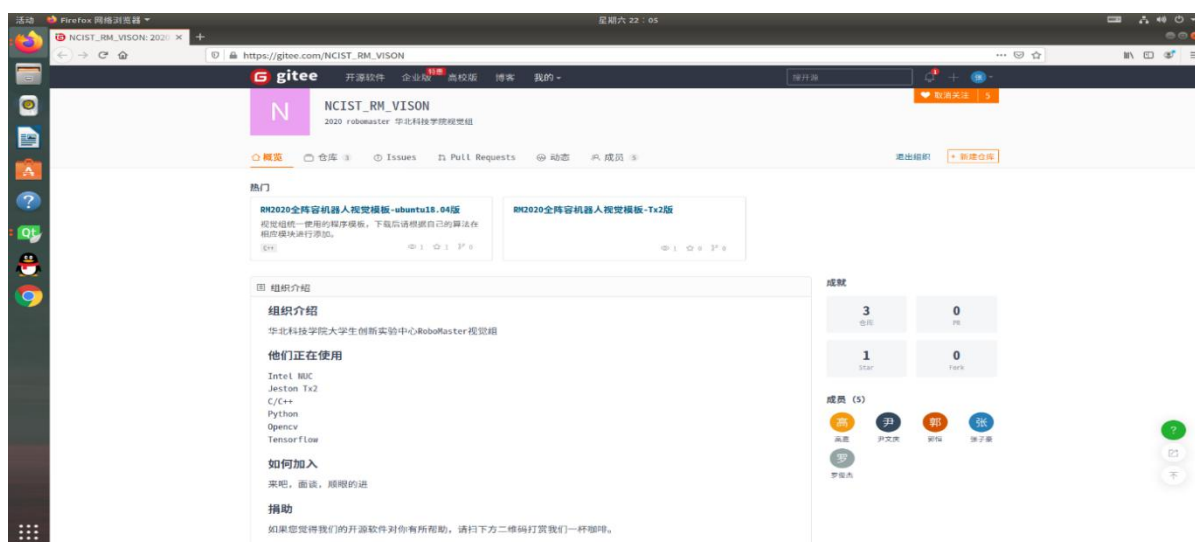 活动 Firefox 网络浏览器 星期六 22：05
NCIST_RM_VISON: 2020
https://gitee.com/NCIST_RM_VISON
gitee 开源软件 企业版 特惠 高校版 博客 我的 搜开源
N
NCIST_RM_VISON
2020 robomaster 华北科技学院视觉组
取消关注 5
概览 仓库 3 Issues Pull Requests 动态 成员 5 退出组织 + 新建仓库
热门
RM2020全阵容机器人视觉模板-ubuntu18.04版
视觉组统一使用的程序模板，下载后请根据自己的算法在
相应模块进行添加。
C++ 1 1 0
RM2020全阵容机器人视觉模板-Tx2版
1 0 0
组织介绍
组织介绍
华北科技学院大学生创新实验中心RoboMaster视觉组
他们正在使用
Intel NUC
Jeston Tx2
C/C++
Python
Opencv
Tensorflow
如何加入
来吧，面谈，顺眼的进
捐助
如果您觉得我们的开源软件对你有所帮助，请扫下方二维码打赏我们一杯咖啡。
成就
3 0
仓库 PR
1 0
Star Fork
成员 (5)
高 尹 郭 张
罗